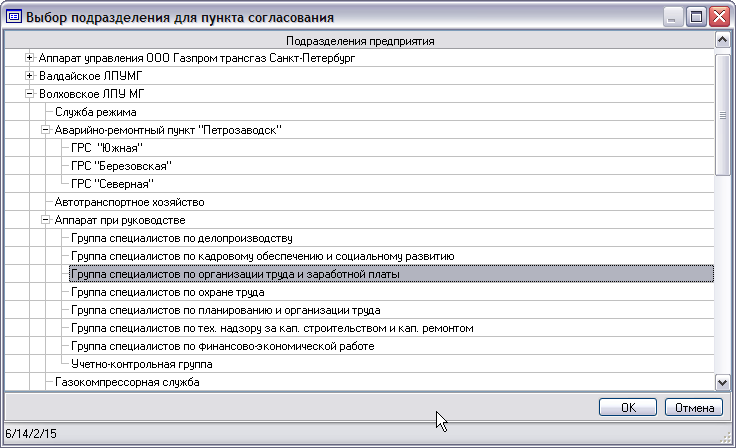 Выбор подразделения для пункта согласования
Подразделения предприятия
Аппарат управления ООО Газпром трансгаз Санкт-Петербург
Валдайское ЛПУМГ
Волховское ЛПУ МГ
Служба режима
Аварийно-ремонтный пункт "Петрозаводск"
ГРС "Южная"
ГРС "Березовская"
ГРС "Северная"
Автотранспортное хозяйство
Аппарат при руководстве
Группа специалистов по делопроизводству
Группа специалистов по кадровому обеспечению и социальному развитию
Группа специалистов по организации труда и заработной платы
Группа специалистов по охране труда
Группа специалистов по планированию и организации труда
Группа специалистов по тех. надзору за кап. строительством и кап. ремонтом
Группа специалистов по финансово-экономической работе
Учетно-контрольная группа
Газокомпрессорная служба
OK Отмена
6/14/2/15